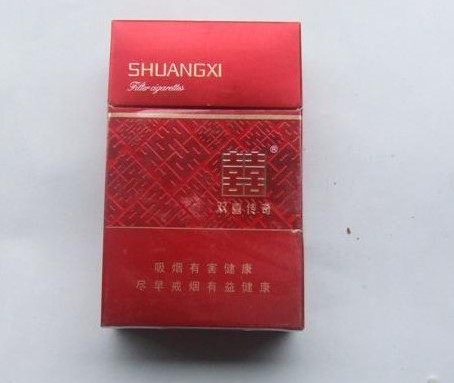 SHUANGXI
Filter cigarettes
囍®
双喜传奇
吸烟有害健康
尽早戒烟有益健康